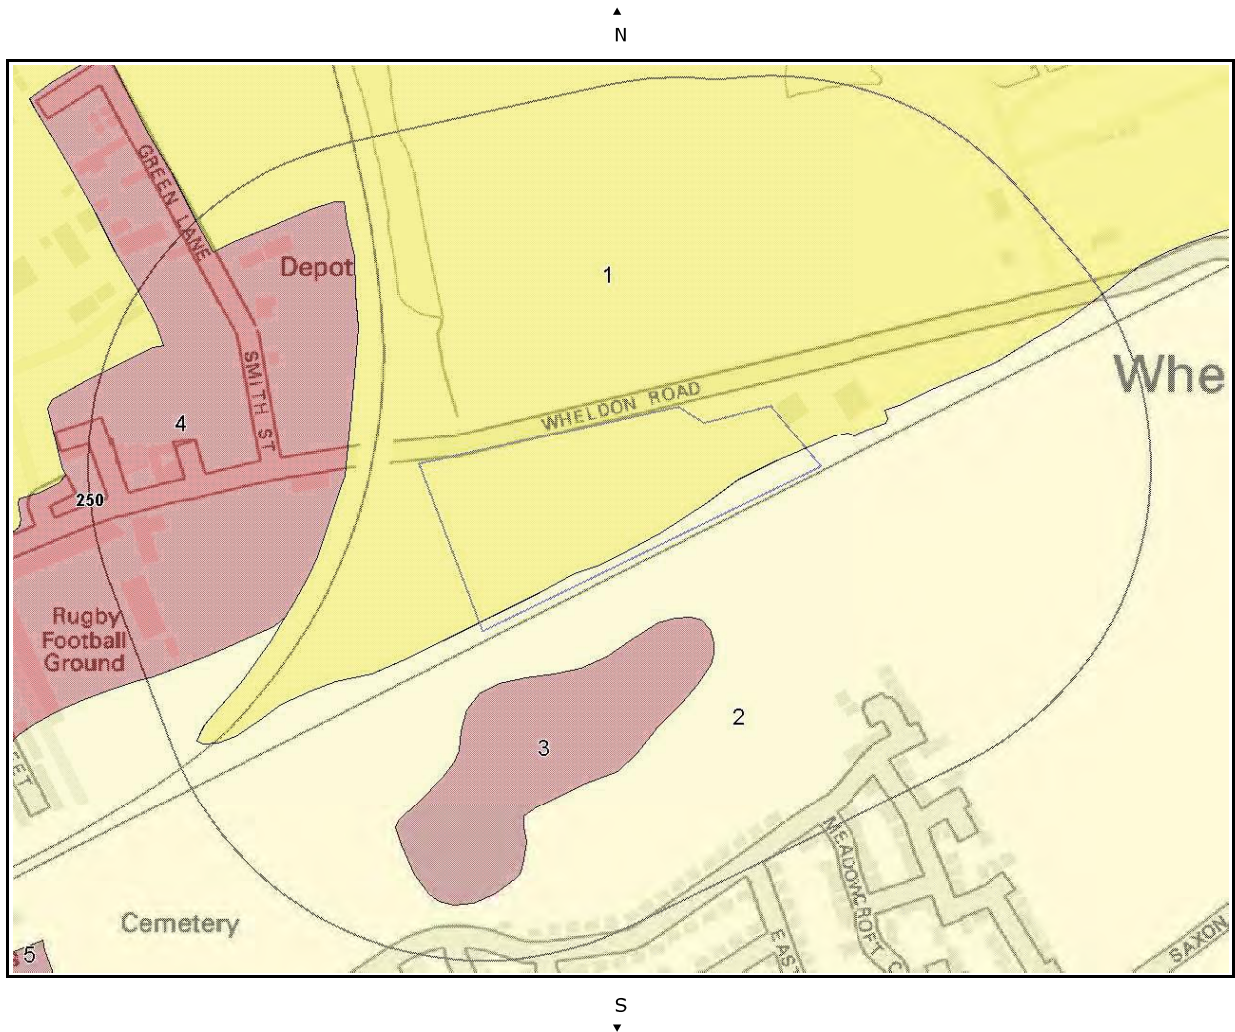 N
GREEN LANE
Depot
1
Whe
SMITH ST
WHELDON ROAD
4
250
Rugby
Football
Ground
2
3
MEADOWCROFT C
Cemetery
EAST
SAXON
5
S